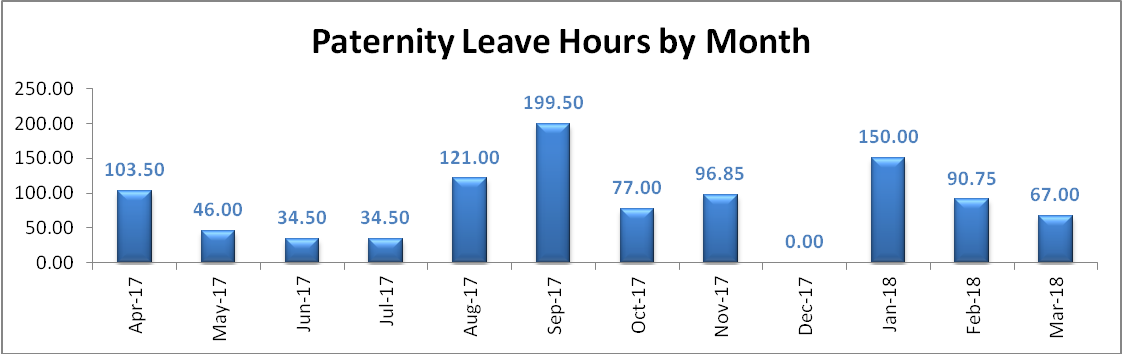 Paternity Leave Hours by Month
250.00
200.00
150.00
100.00
50.00
0.00
103.50
46.00
34.50
34.50
121.00
199.50
77.00
96.85
0.00
150.00
90.75
67.00
Apr-17
May-17
Jun-17
Jul-17
Aug-17
Sep-17
Oct-17
Nov-17
Dec-17
Jan-18
Feb-18
Mar-18